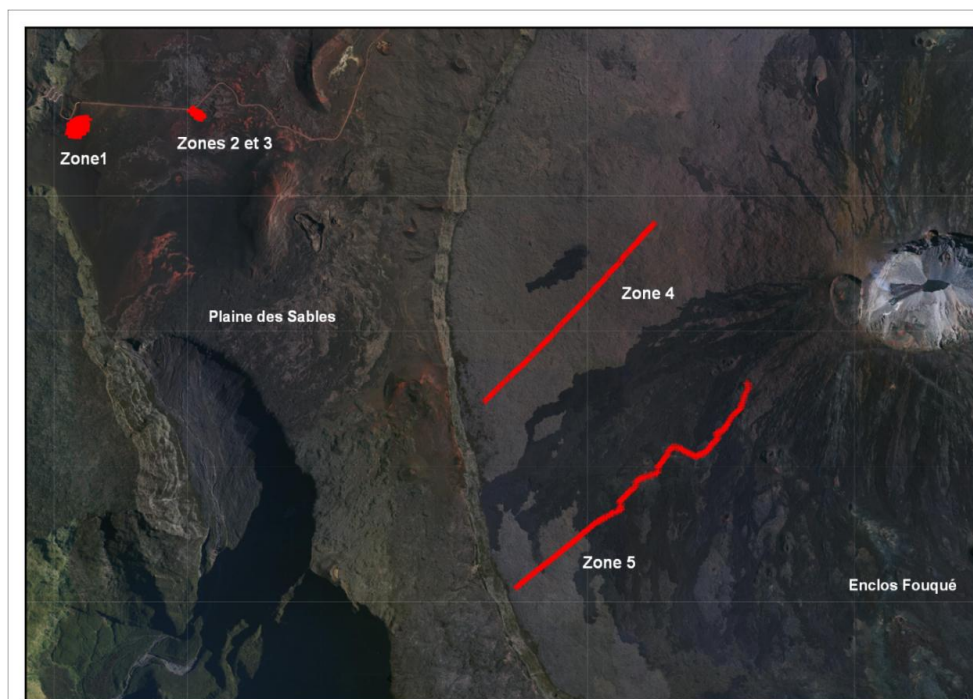 Zone1
Zones 2 et 3
Zone 4
Plaine des Sables
Zone 5
Enclos Fouqué